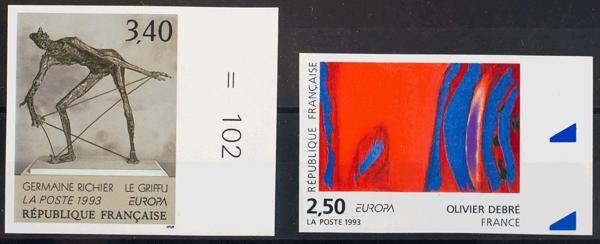 3,40
GERMAINE RICHIER LE GRIFFU
LA POSTE 1993 EUROPA
RÉPUBLIQUE FRANÇAISE
= 102
RÉPUBLIQUE FRANÇAISE
2,50 EUROPA OLIVIER DEBRÉ
LA POSTE 1993 FRANCE